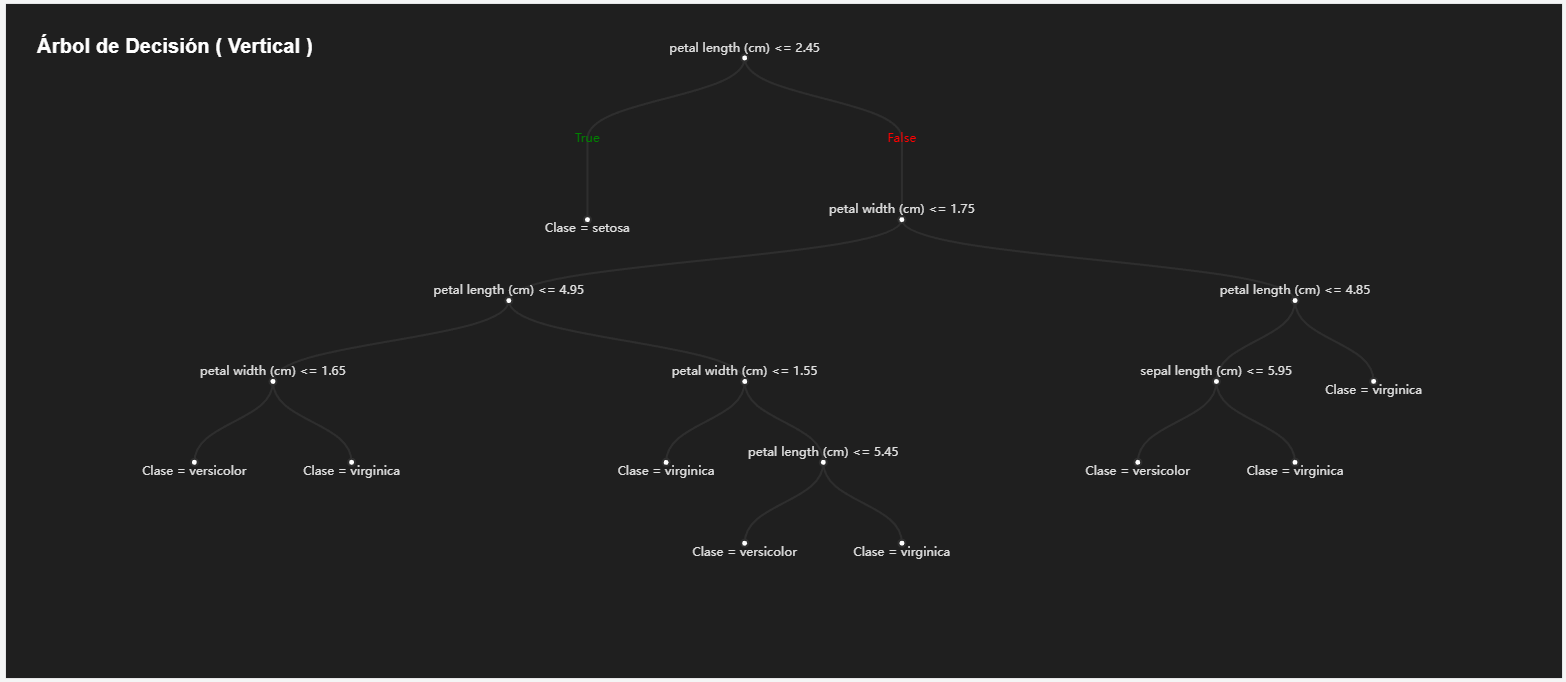 Árbol de Decisión ( Vertical )
petal length (cm) <= 2.45
True
False
petal width (cm) <= 1.75
Clase = setosa
petal length (cm) <= 4.95
petal length (cm) <= 4.85
petal width (cm) <= 1.65
petal width (cm) <= 1.55
sepal length (cm) <= 5.95
Clase = virginica
petal length (cm) <= 5.45
Clase = versicolor
Clase = virginica
Clase = virginica
Clase = versicolor
Clase = virginica
Clase = versicolor
Clase = virginica